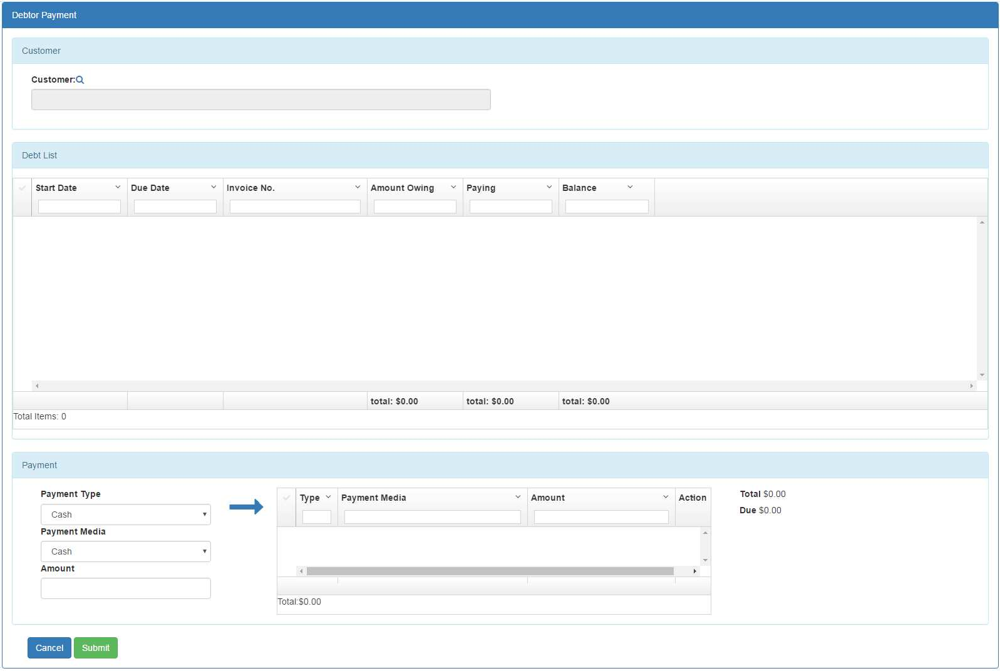 Debtor Payment
Customer
Customer:
Debt List
Start Date Due Date Invoice No. Amount Owing Paying Balance
total: $0.00 total: $0.00 total: $0.00
Total Items: 0
Payment
Payment Type
Cash
Payment Media
Cash
Amount
Type Payment Media Amount Action
Total:$0.00
Total $0.00
Due $0.00
Cancel Submit